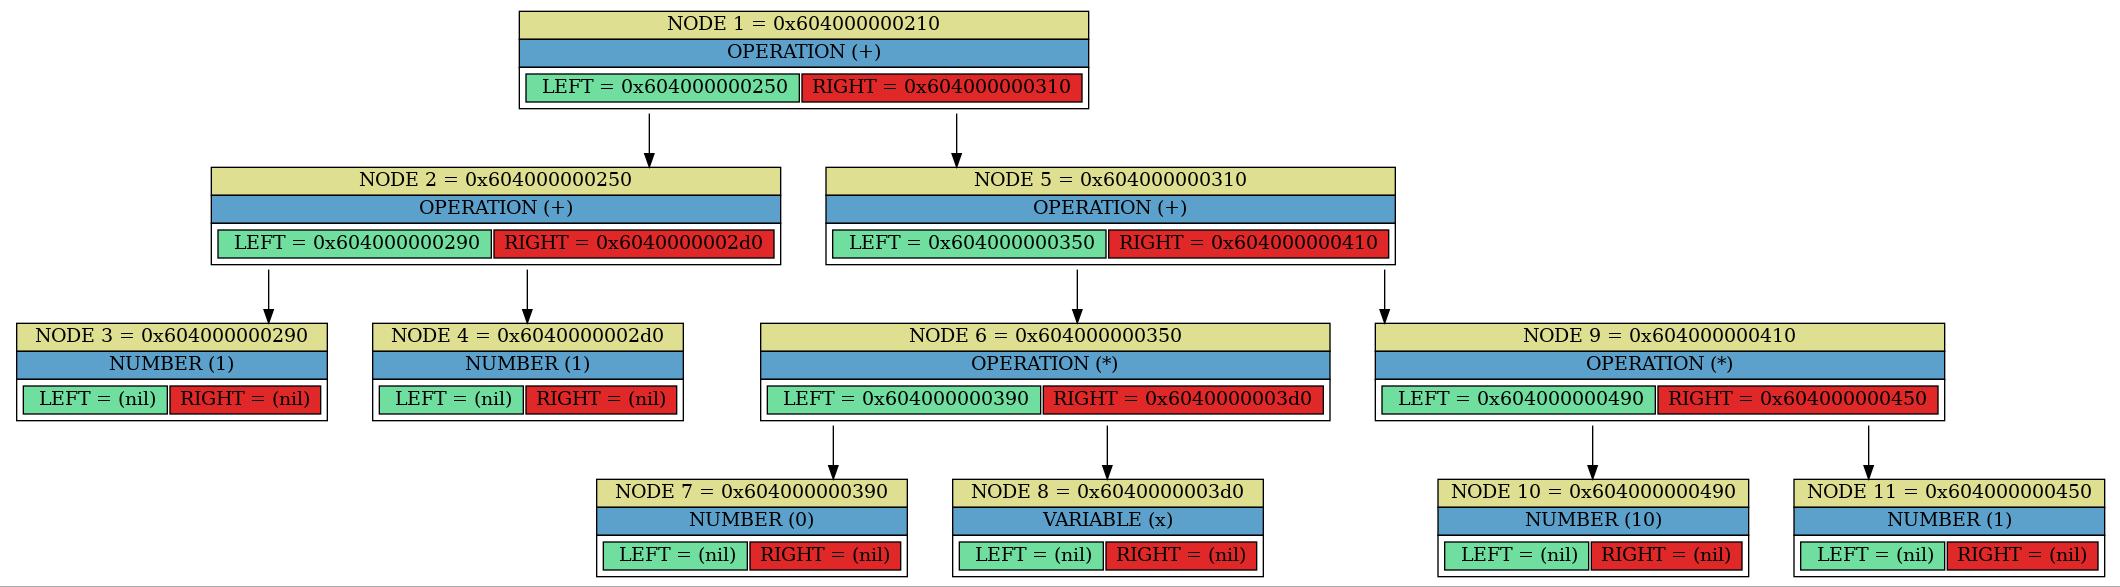 NODE 1 = 0x604000000210
OPERATION (+)
LEFT = 0x604000000250 RIGHT = 0x604000000310
NODE 2 = 0x604000000250 NODE 5 = 0x604000000310
OPERATION (+) OPERATION (+)
LEFT = 0x604000000290 RIGHT = 0x6040000002d0 LEFT = 0x604000000350 RIGHT = 0x604000000410
NODE 3 = 0x604000000290 NODE 4 = 0x6040000002d0 NODE 6 = 0x604000000350 NODE 9 = 0x604000000410
NUMBER (1) NUMBER (1) OPERATION (*) OPERATION (*)
LEFT = (nil) RIGHT = (nil) LEFT = (nil) RIGHT = (nil) LEFT = 0x604000000390 RIGHT = 0x6040000003d0 LEFT = 0x604000000490 RIGHT = 0x604000000450
NODE 7 = 0x604000000390 NODE 8 = 0x6040000003d0 NODE 10 = 0x604000000490 NODE 11 = 0x604000000450
NUMBER (0) VARIABLE (x) NUMBER (10) NUMBER (1)
LEFT = (nil) RIGHT = (nil) LEFT = (nil) RIGHT = (nil) LEFT = (nil) RIGHT = (nil) LEFT = (nil) RIGHT = (nil)